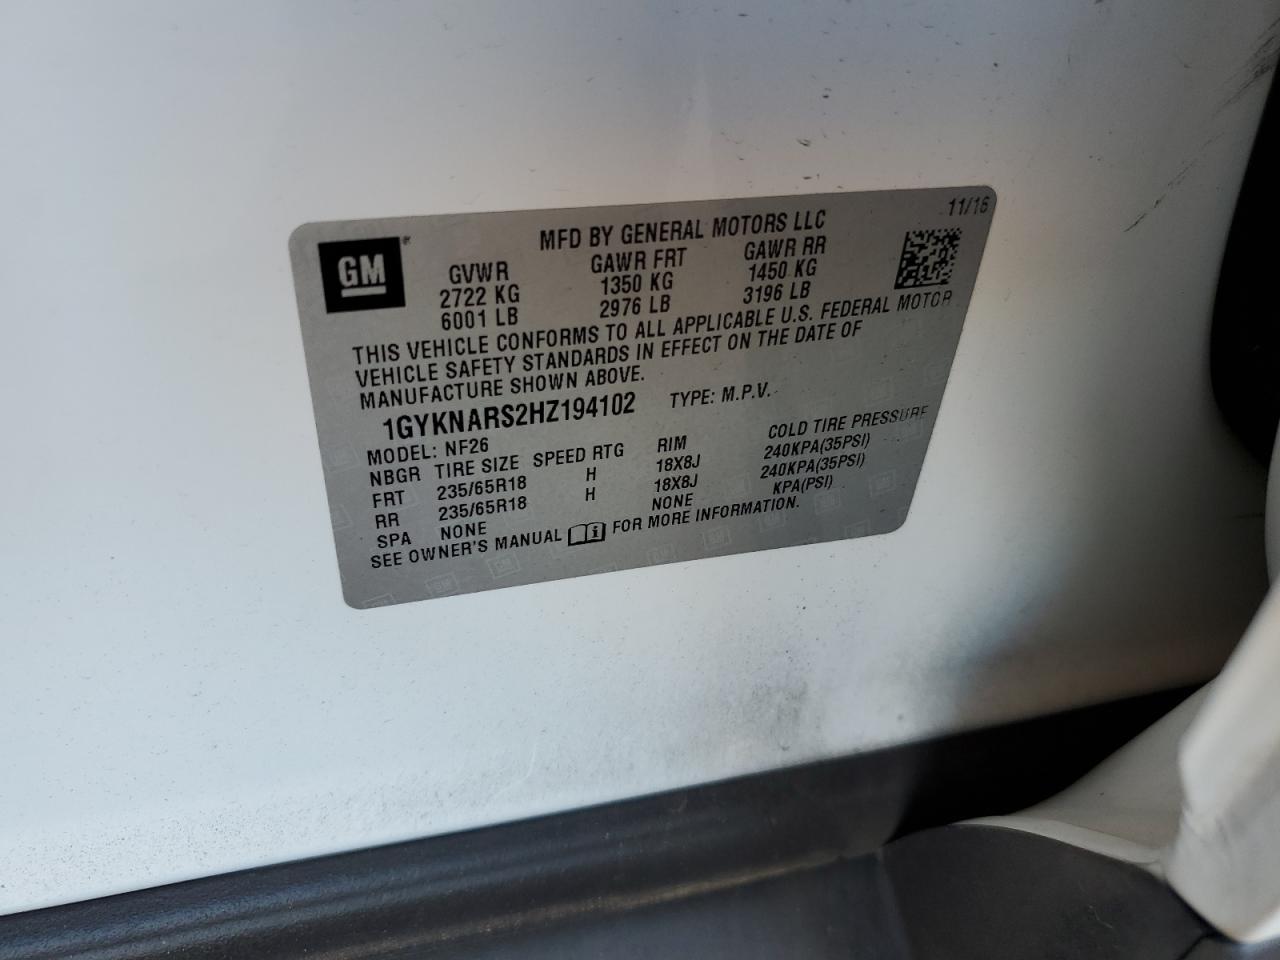 11/16
MFD BY GENERAL MOTORS LLC
GM
GVWR GAWR FRT GAWR RR
2722 KG 1350 KG 1450 KG
6001 LB 2976 LB 3196 LB
THIS VEHICLE CONFORMS TO ALL APPLICABLE U.S. FEDERAL MOTOR
VEHICLE SAFETY STANDARDS IN EFFECT ON THE DATE OF
MANUFACTURE SHOWN ABOVE.
1GYKNARS2HZ194102 TYPE: M.P.V.
MODEL: NF26
NBGR TIRE SIZE SPEED RTG RIM COLD TIRE PRESSURE
FRT 235/65R18 H 18X8J 240KPA(35PSI)
RR 235/65R18 H 18X8J 240KPA(35PSI)
SPA NONE NONE KPA(PSI)
SEE OWNER'S MANUAL FOR MORE INFORMATION.